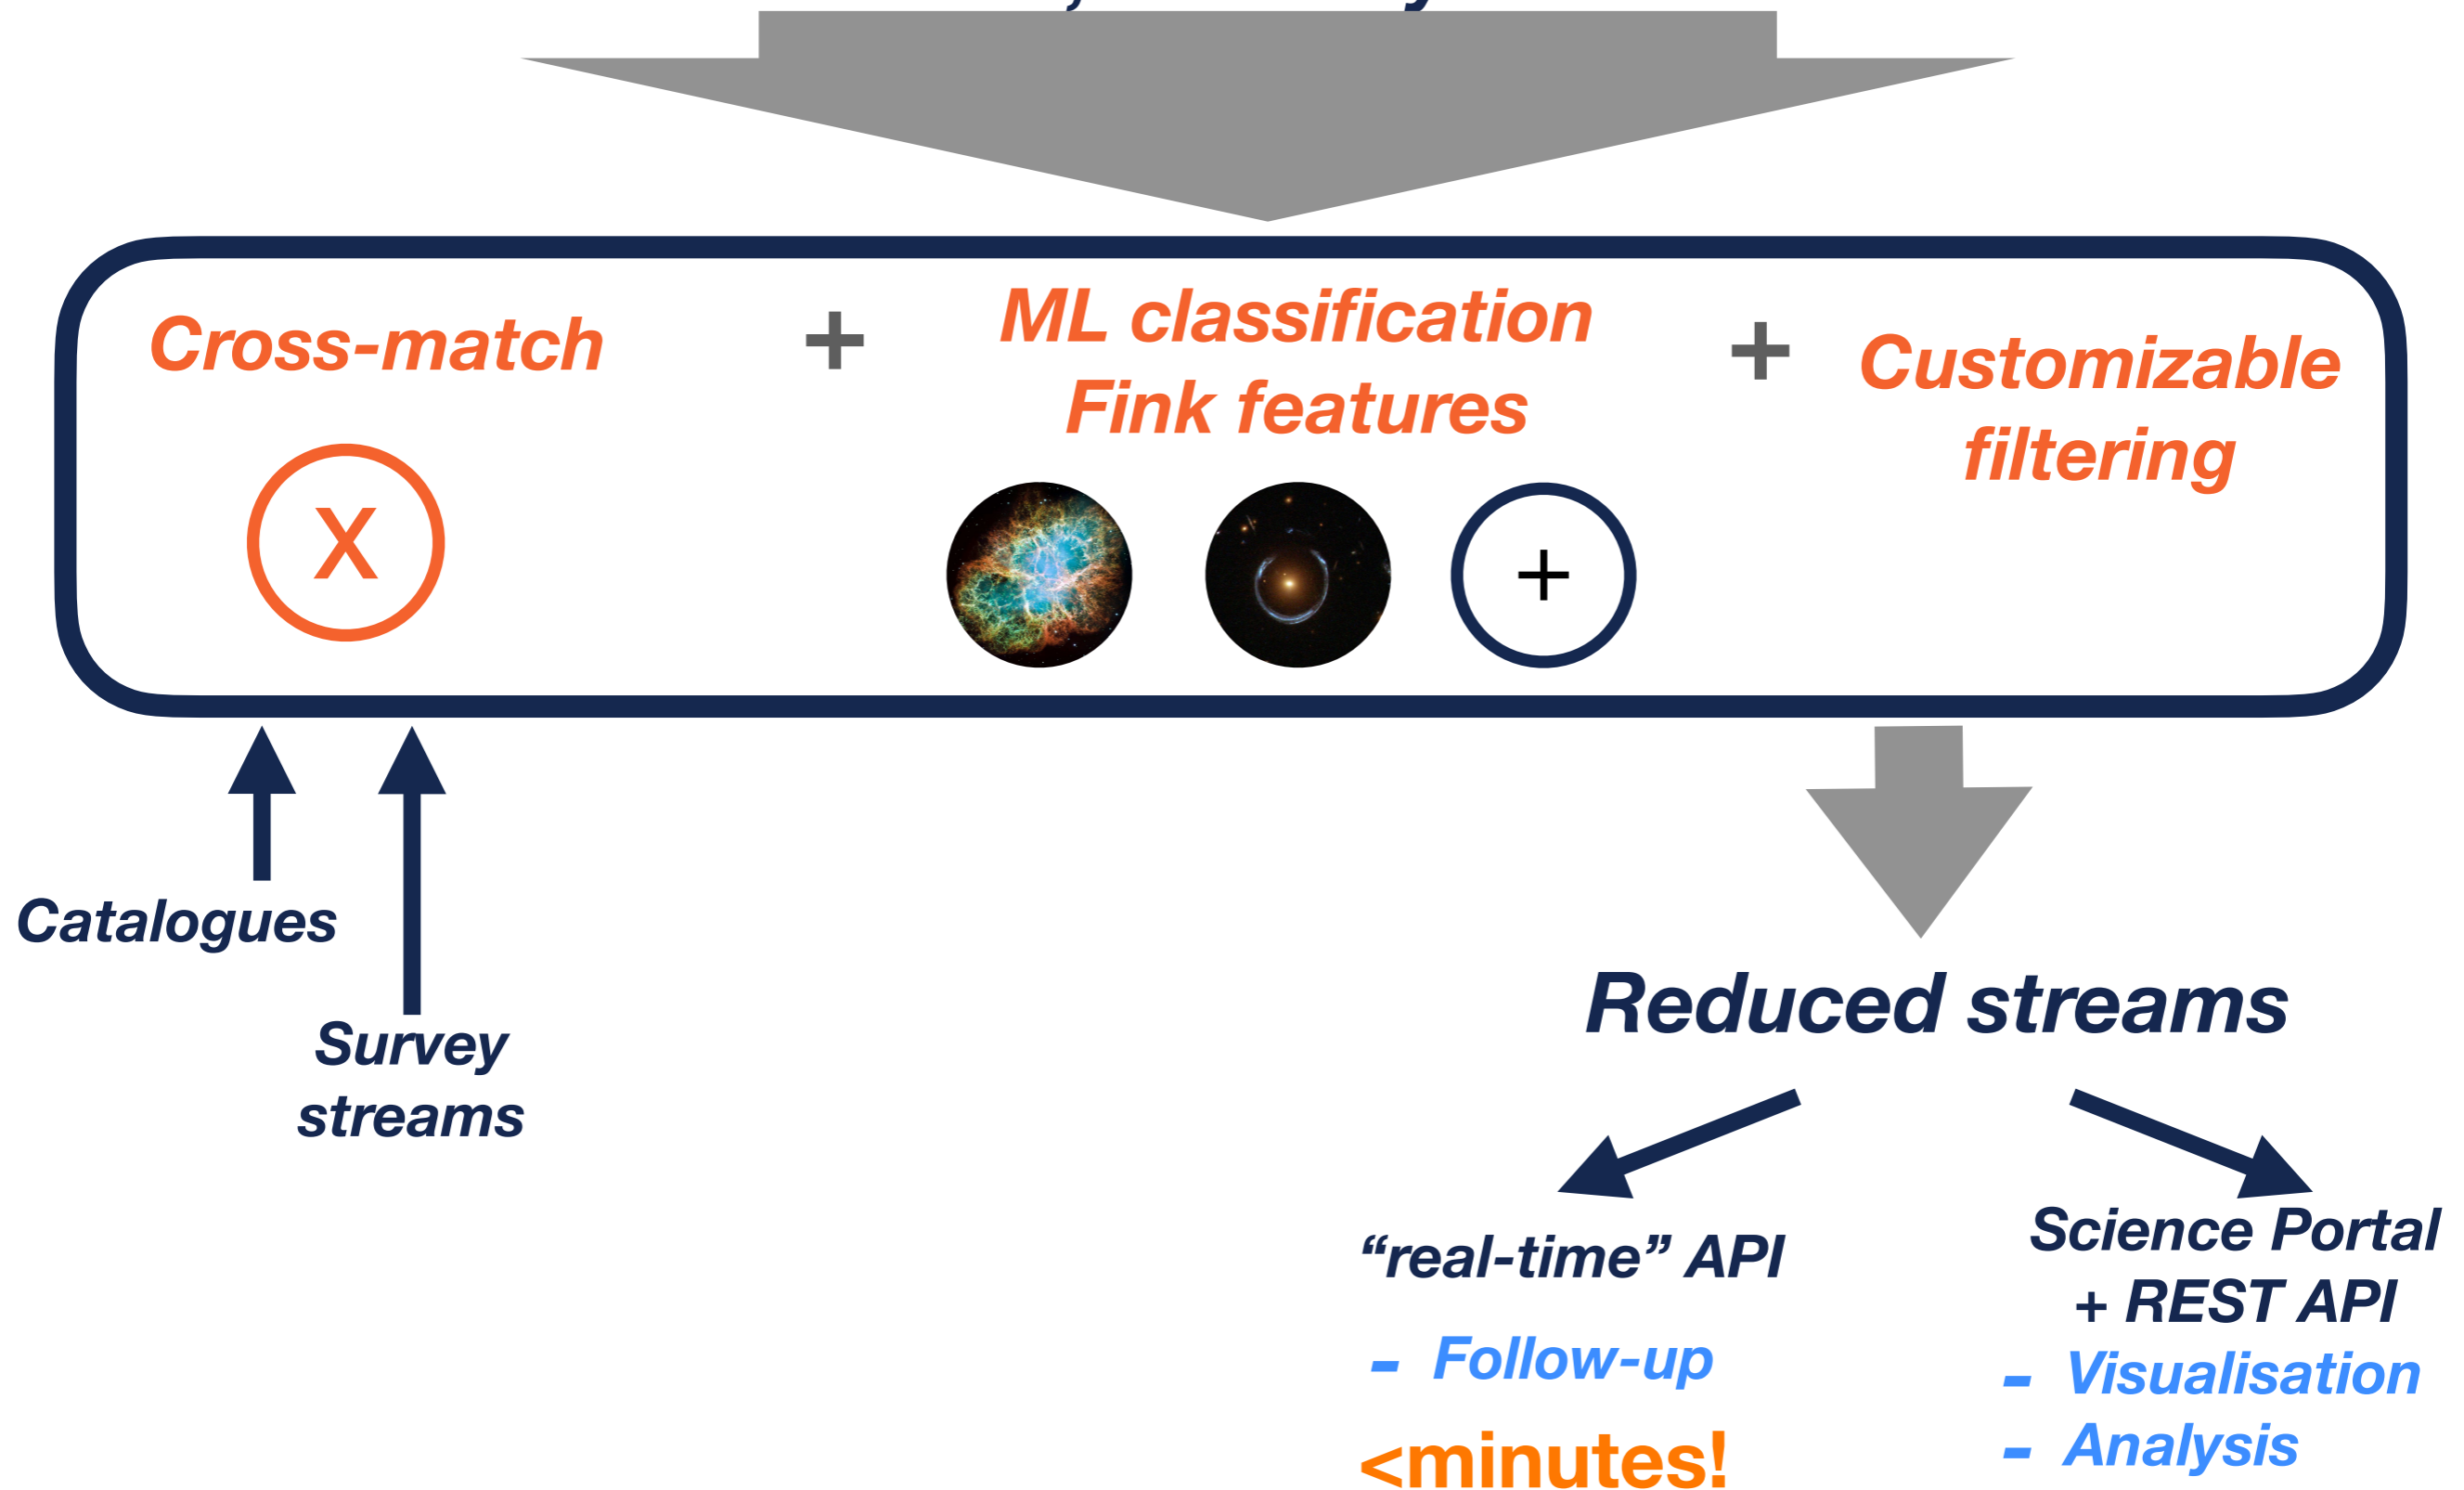 Cross-match
+
ML classification
Fink features
+
Customizable
filtering
X
+
Catalogues
Survey
streams
Reduced streams
“real-time” API
- Follow-up
<minutes!
Science Portal
+ REST API
- Visualisation
- Analysis